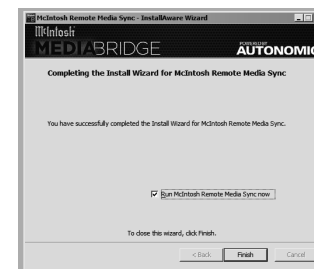 McIntosh Remote Media Sync - InstallAware Wizard
McIntosh
MEDIABRIDGE
POWERED BY
AUTONOMIC
Completing the Install Wizard for McIntosh Remote Media Sync
You have successfully completed the Install Wizard for McIntosh Remote Media Sync.
Run McIntosh Remote Media Sync now
To close this wizard, click Finish.
< Back Finish Cancel